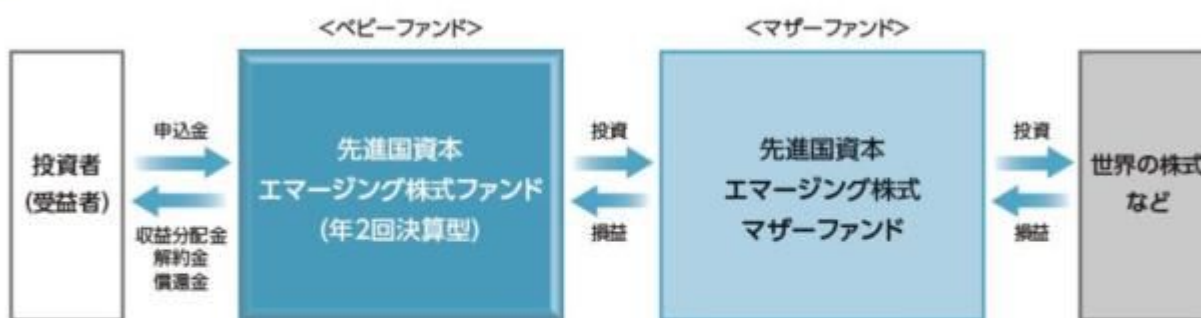 <ベビーファンド>
<マザーファンド>
投資者
(受益者)
申込金
収益分配金
解約金
償還金
先進国資本
エマージング株式ファンド
(年2回決算型)
投資
損益
先進国資本
エマージング株式
マザーファンド
投資
損益
世界の株式
など